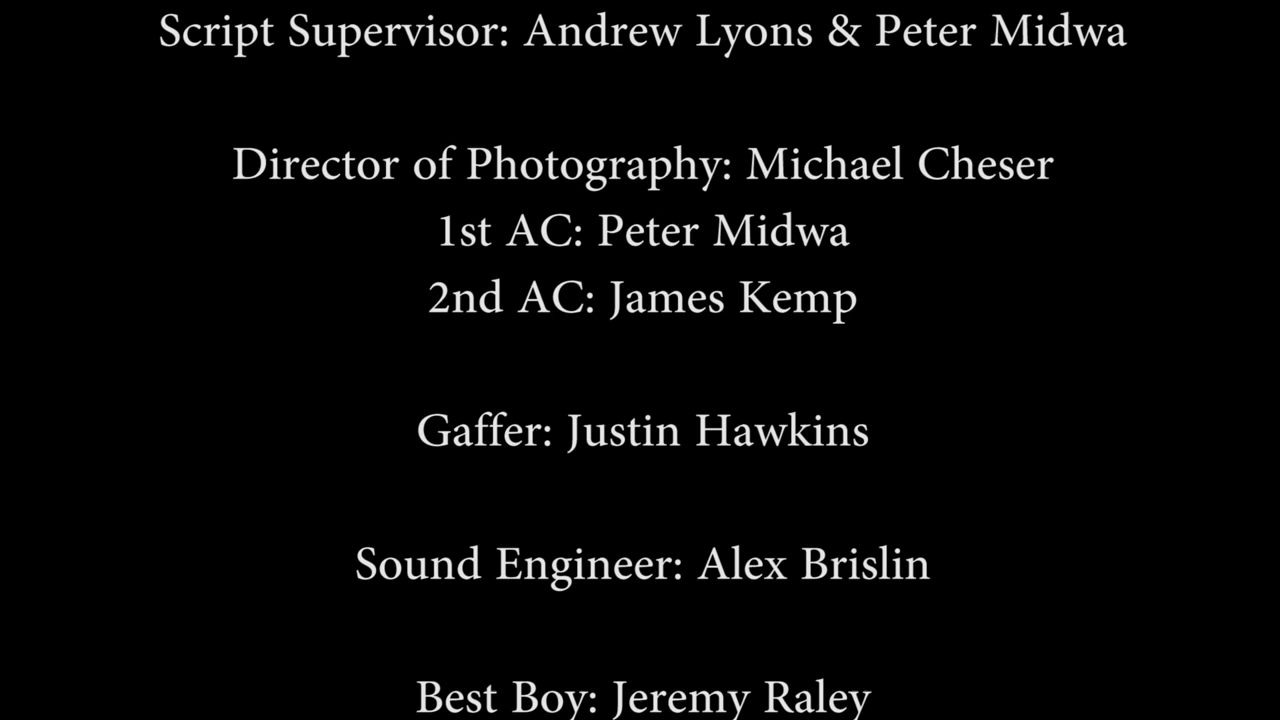 Script Supervisor: Andrew Lyons & Peter Midwa
Director of Photography: Michael Cheser
1st AC: Peter Midwa
2nd AC: James Kemp
Gaffer: Justin Hawkins
Sound Engineer: Alex Brislin
Best Boy: Jeremy Raley